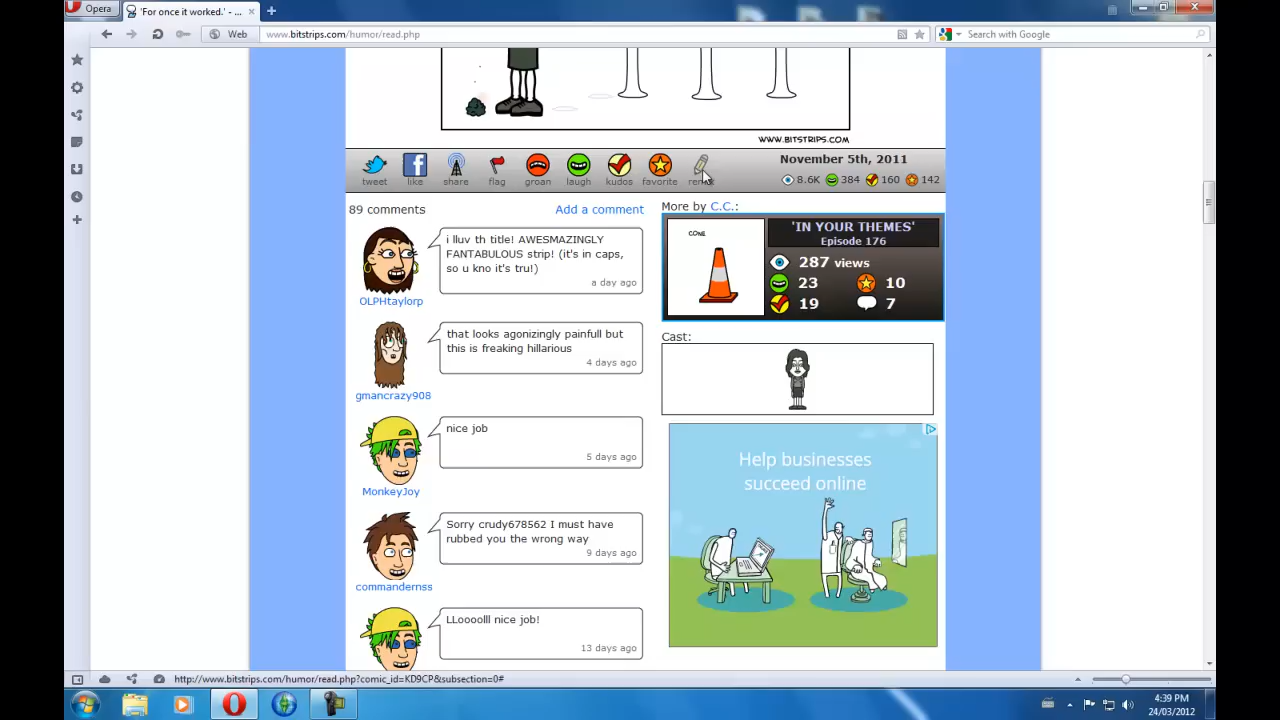 Opera
'For once it worked.' - ...
Web
www.bitstrips.com/humor/read.php
Search with Google
WWW.BITSTRIPS.COM
tweet
like
share
flag
groan
laugh
kudos
favorite
November 5th, 2011
8.6K 384 160 142
89 comments
Add a comment
More by C.C.:
i lluv th title! AWESMAZINGLY
FANTABULOUS strip! (it's in caps,
so u kno it's tru!)
a day ago
OLPHtaylorp
CONE
'IN YOUR THEMES'
Episode 176
287 views
23 10
19 7
that looks agonizingly painfull but
this is freaking hillarious
4 days ago
gmancrazy908
Cast:
nice job
5 days ago
MonkeyJoy
Help businesses
succeed online
Sorry crudy678562 I must have
rubbed you the wrong way
9 days ago
commandernss
LLoooolll nice job!
13 days ago
http://www.bitstrips.com/humor/read.php?comic_id=KD9CP&subsection=0#
4:39 PM
24/03/2012